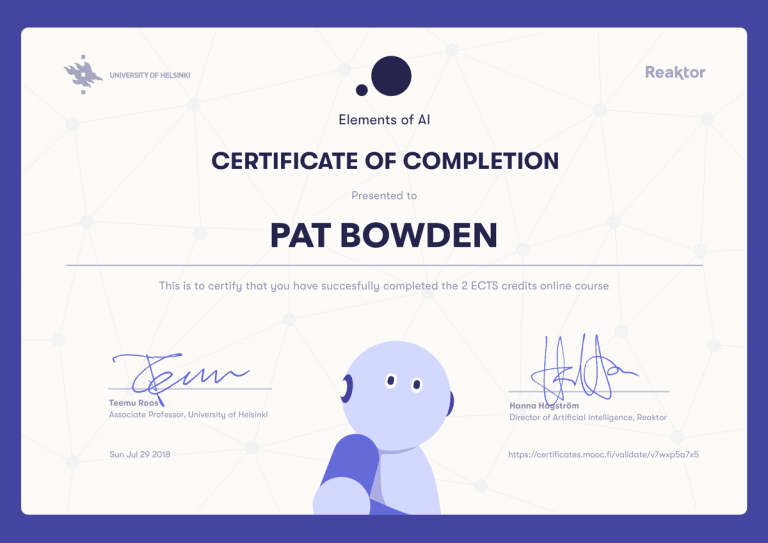 UNIVERSITY OF HELSINKI
Reaktor
Elements of AI
CERTIFICATE OF COMPLETION
Presented to
PAT BOWDEN
This is to certify that you have succesfully completed the 2 ECTS credits online course
Teemu
Teemu Roos
Associate Professor, University of Helsinki
Hanna Hagström
Director of Artificial Intelligence, Reaktor
Sun Jul 29 2018
https://certificates.mooc.fi/validate/v7wxp5a7x5